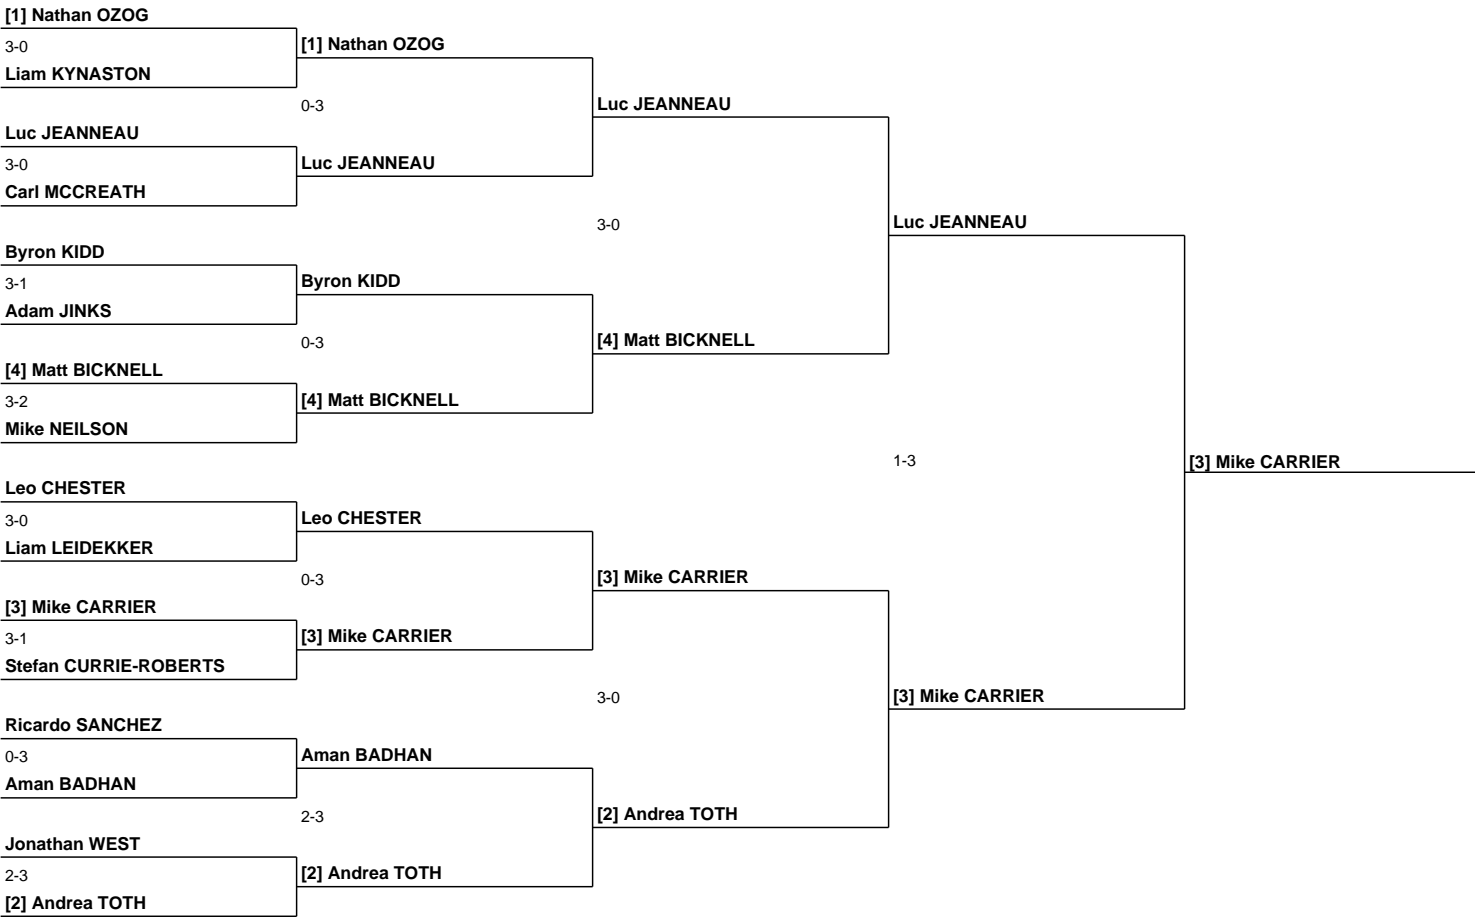 [1] Nathan OZOG
3-0
Liam KYNASTON
Luc JEANNEAU
3-0
Carl MCCREATH
Byron KIDD
3-1
Adam JINKS
[4] Matt BICKNELL
3-2
Mike NEILSON
Leo CHESTER
3-0
Liam LEIDEKKER
[3] Mike CARRIER
3-1
Stefan CURRIE-ROBERTS
Ricardo SANCHEZ
0-3
Aman BADHAN
Jonathan WEST
2-3
[2] Andrea TOTH
[1] Nathan OZOG
0-3
Luc JEANNEAU
Byron KIDD
0-3
[4] Matt BICKNELL
Leo CHESTER
0-3
[3] Mike CARRIER
Aman BADHAN
2-3
[2] Andrea TOTH
Luc JEANNEAU
3-0
[4] Matt BICKNELL
[3] Mike CARRIER
3-0
[2] Andrea TOTH
Luc JEANNEAU
1-3
[3] Mike CARRIER
[3] Mike CARRIER